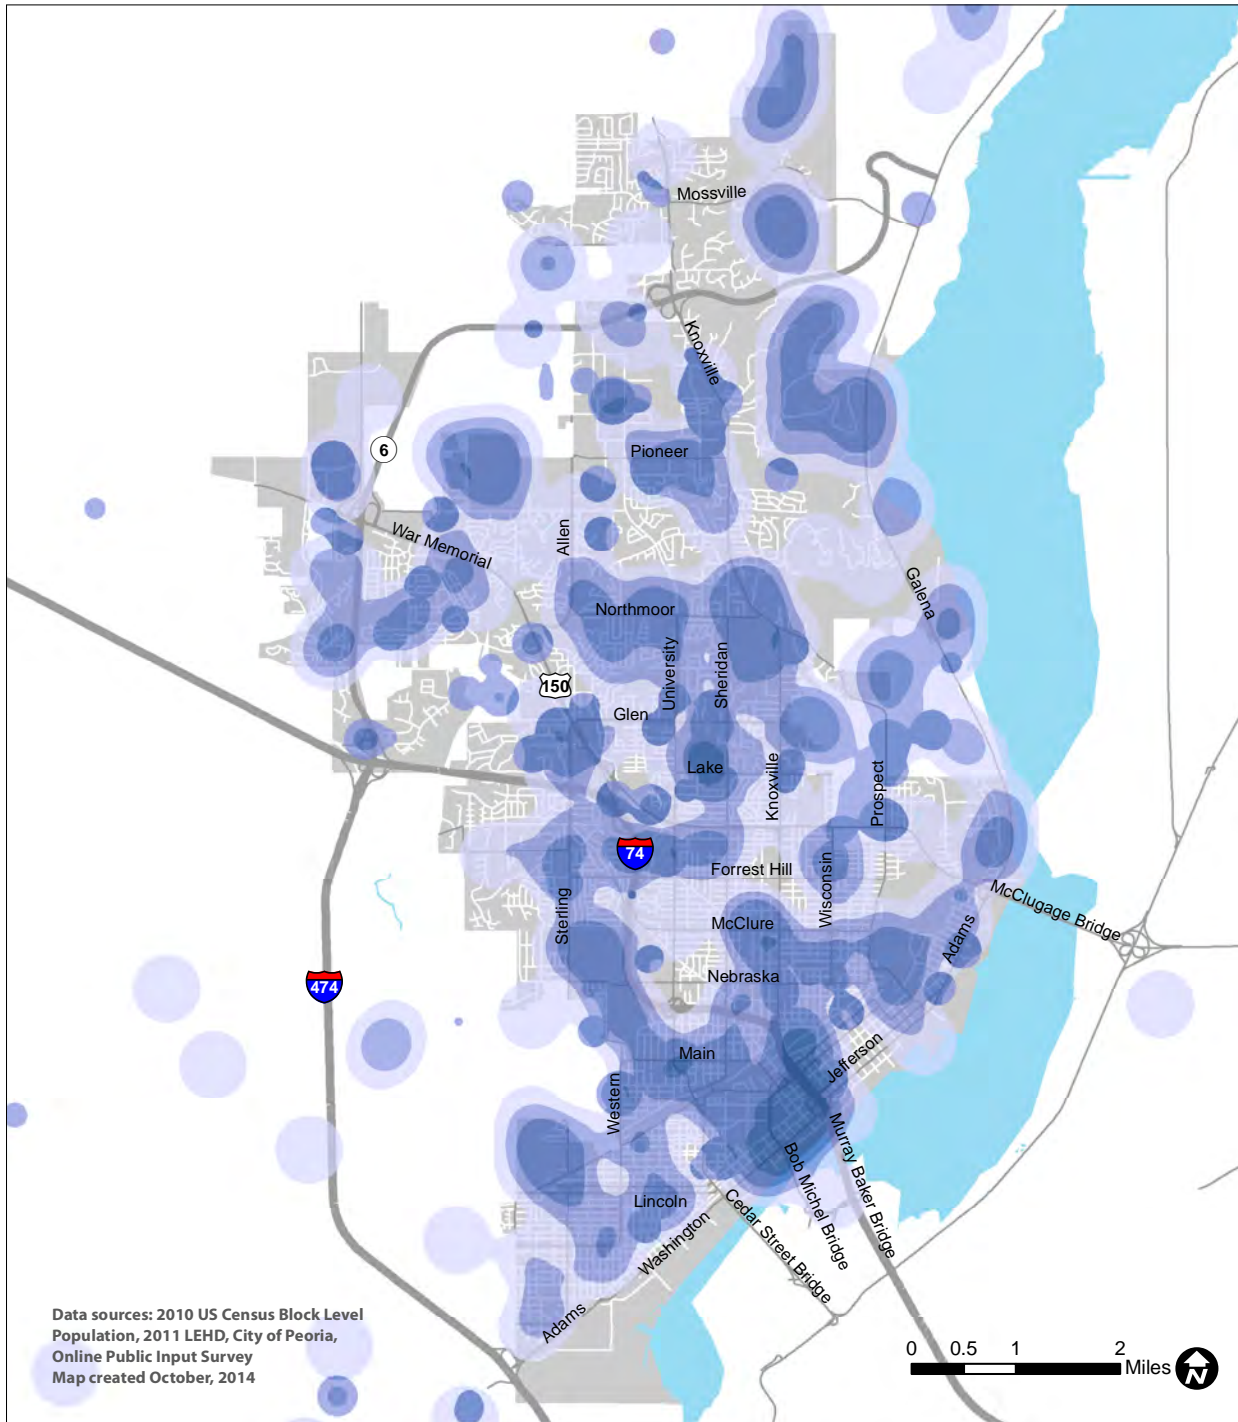 Mossville
Knoxville
6
Pioneer
War Memorial
Allen
Galena
Northmoor
University
Sheridan
150
Glen
Lake
Knoxville
Prospect
74
Forrest Hill
Wisconsin
McClugage Bridge
Sterling
McClure
Adams
Nebraska
474
Main
Jefferson
Western
Murray Baker Bridge
Bob Michel Bridge
Lincoln
Cedar Street Bridge
Washington
Adams
Data sources: 2010 US Census Block Level
Population, 2011 LEHD, City of Peoria,
Online Public Input Survey
Map created October, 2014
0 0.5 1 2
Miles
N